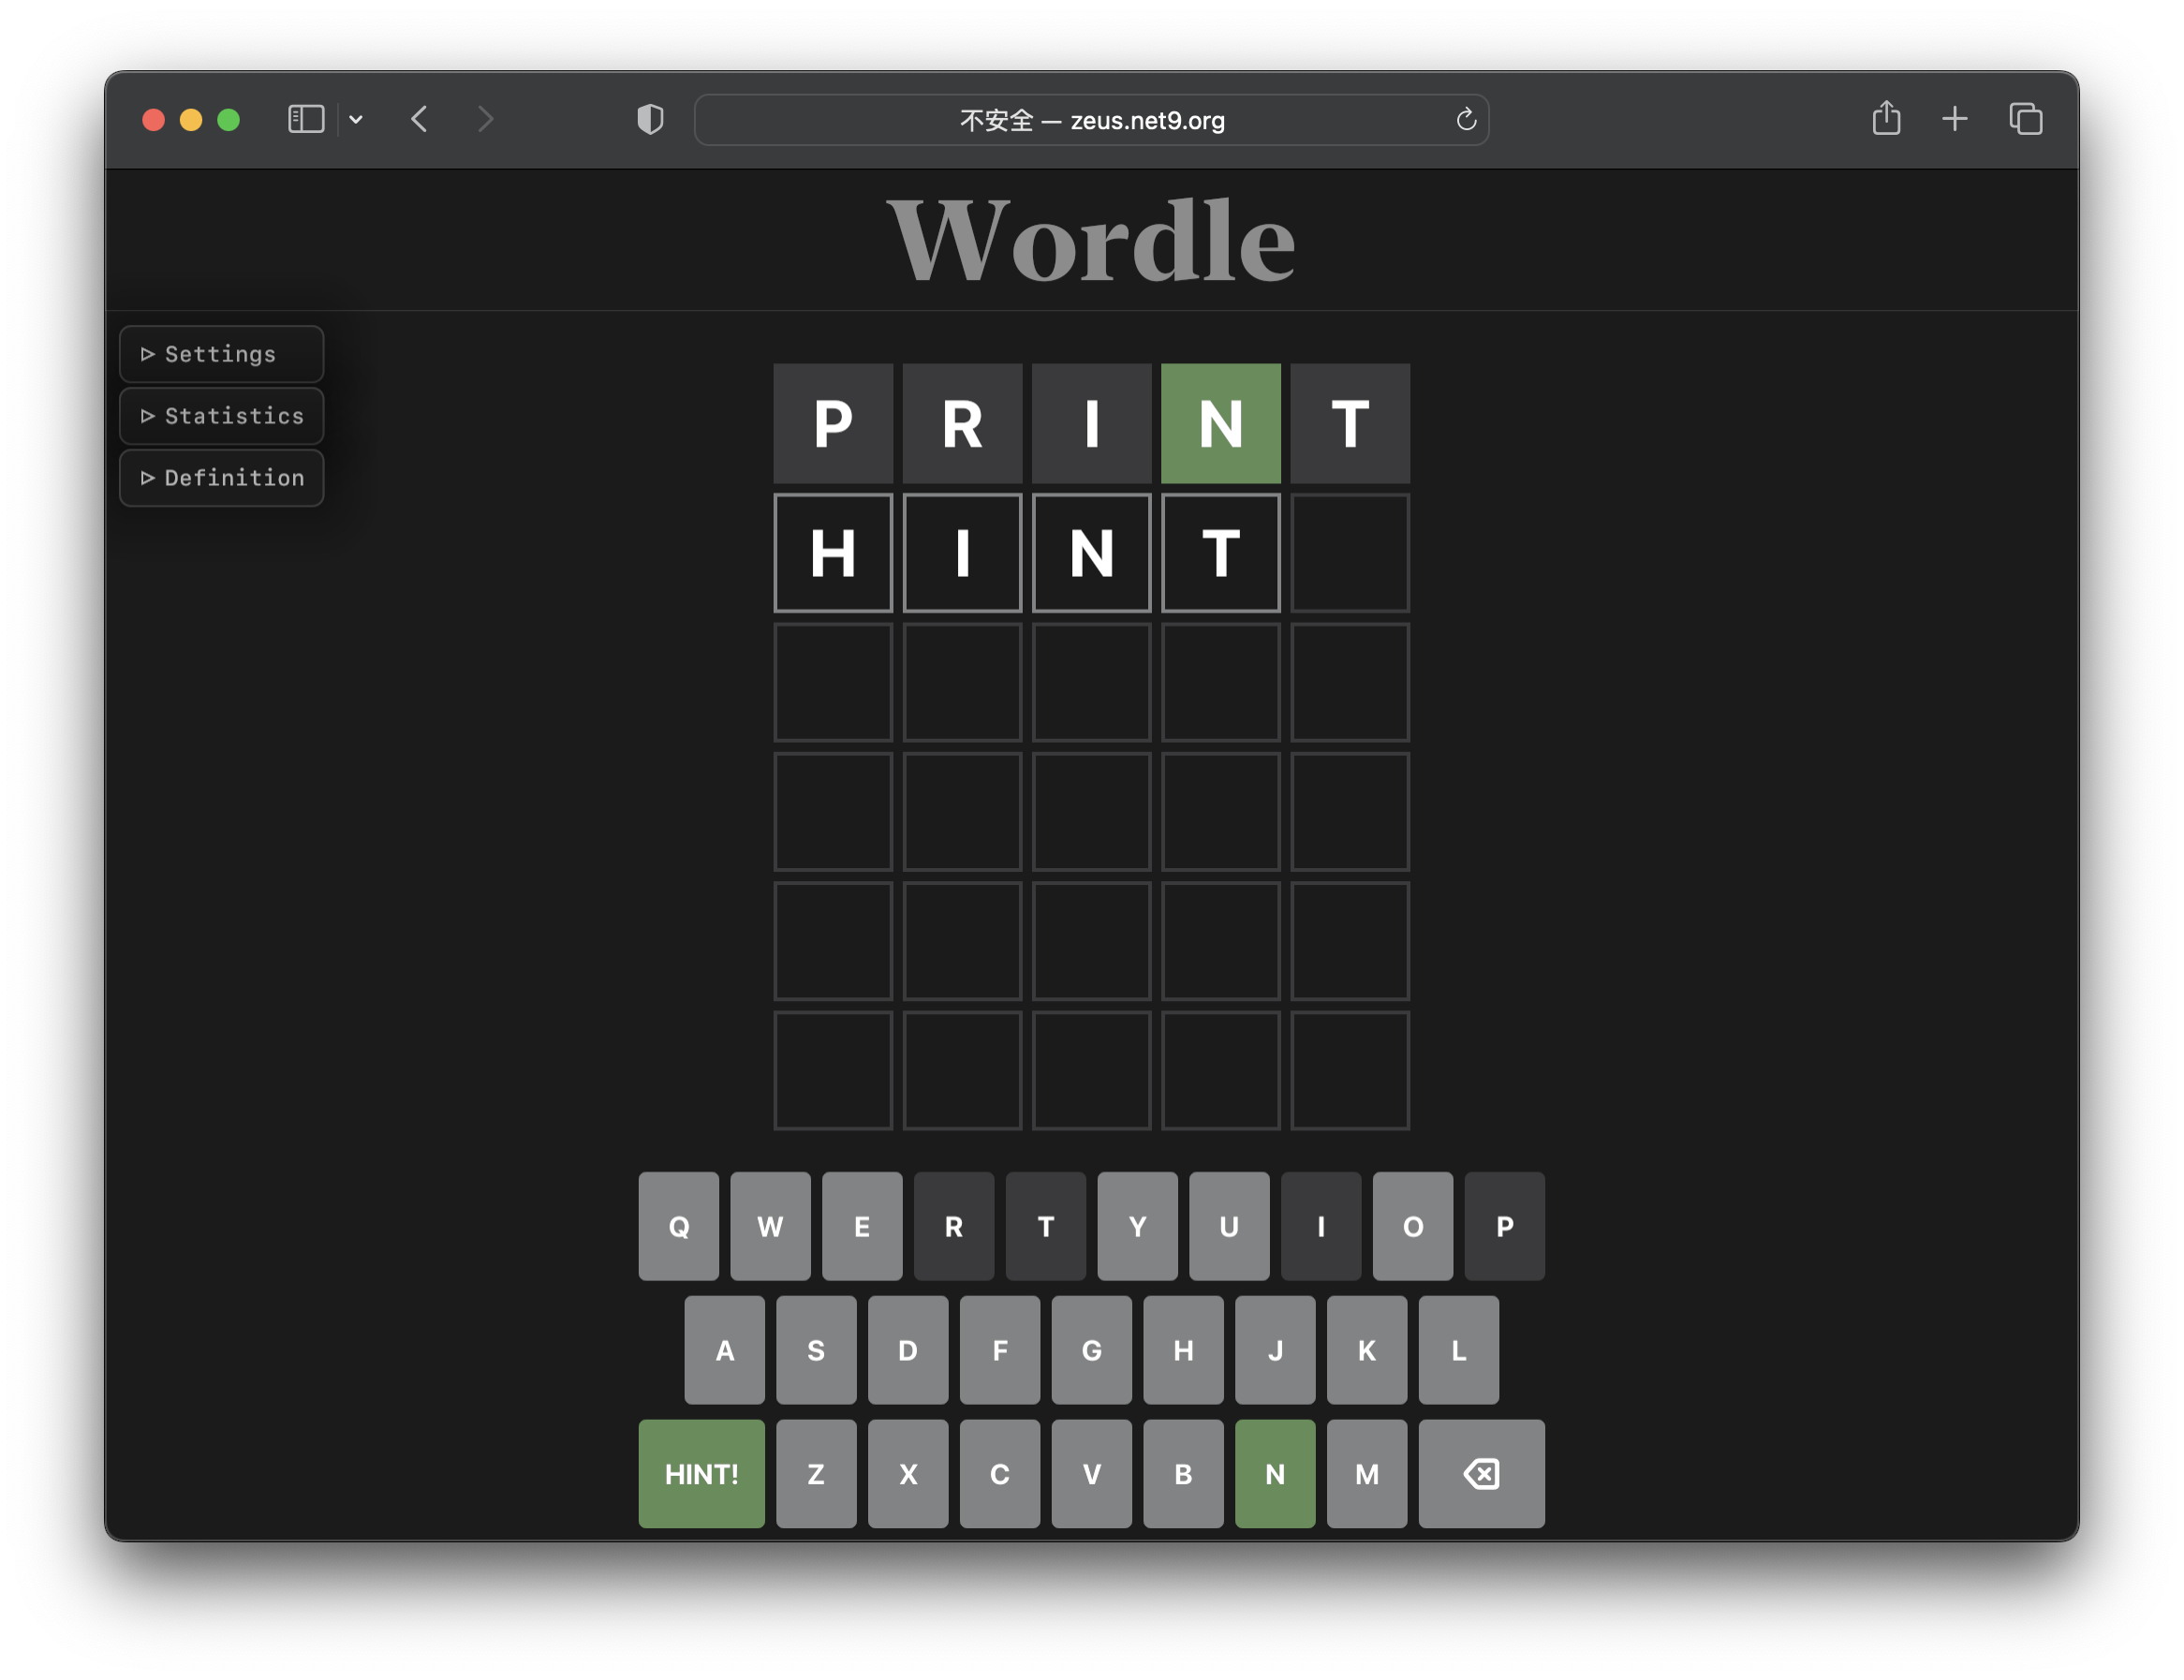 不安全 — zeus.net9.org
Wordle
Settings
Statistics
Definition
P R I N T
H I N T
Q W E R T Y U I O P
A S D F G H J K L
HINT! Z X C V B N M